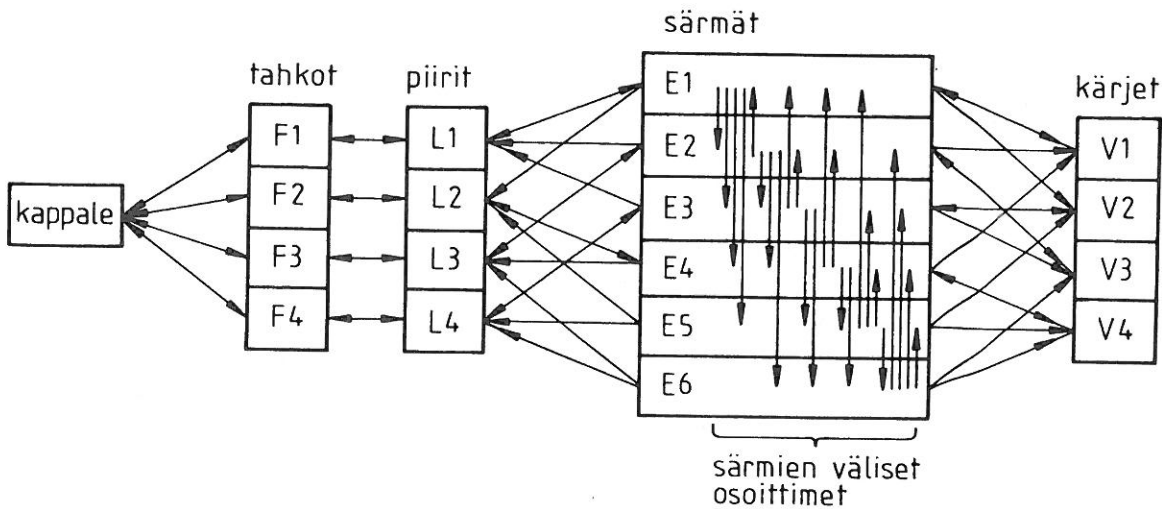 särmät
tahkot
piirit
kärjet
kappale
F1
F2
F3
F4
L1
L2
L3
L4
E1
E2
E3
E4
E5
E6
V1
V2
V3
V4
särmien väliset
osoittimet